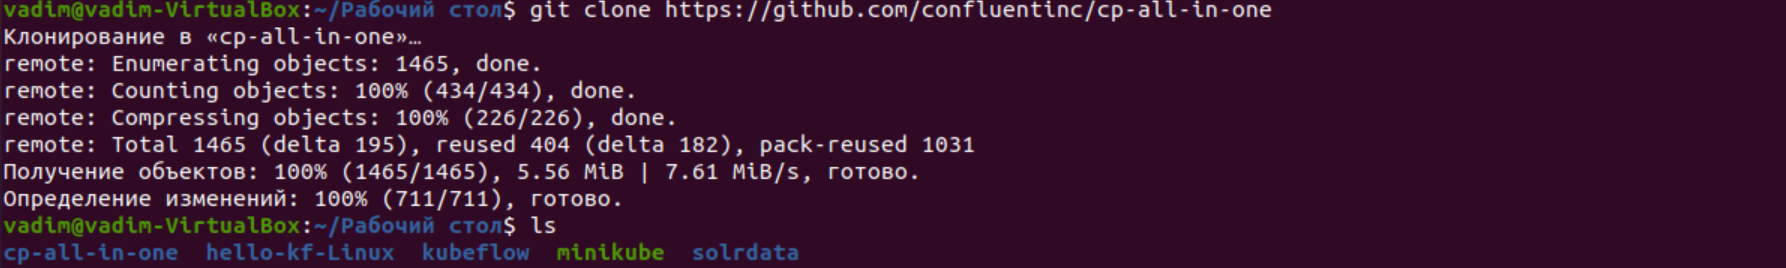 vadim@vadim-VirtualBox:~/Рабочий стол$ git clone https://github.com/confluentinc/cp-all-in-one
Клонирование в «cp-all-in-one»…
remote: Enumerating objects: 1465, done.
remote: Counting objects: 100% (434/434), done.
remote: Compressing objects: 100% (226/226), done.
remote: Total 1465 (delta 195), reused 404 (delta 182), pack-reused 1031
Получение объектов: 100% (1465/1465), 5.56 MiB | 7.61 MiB/s, готово.
Определение изменений: 100% (711/711), готово.
vadim@vadim-VirtualBox:~/Рабочий стол$ ls
cp-all-in-one  hello-kf-Linux  kubeflow  minikube  solrdata